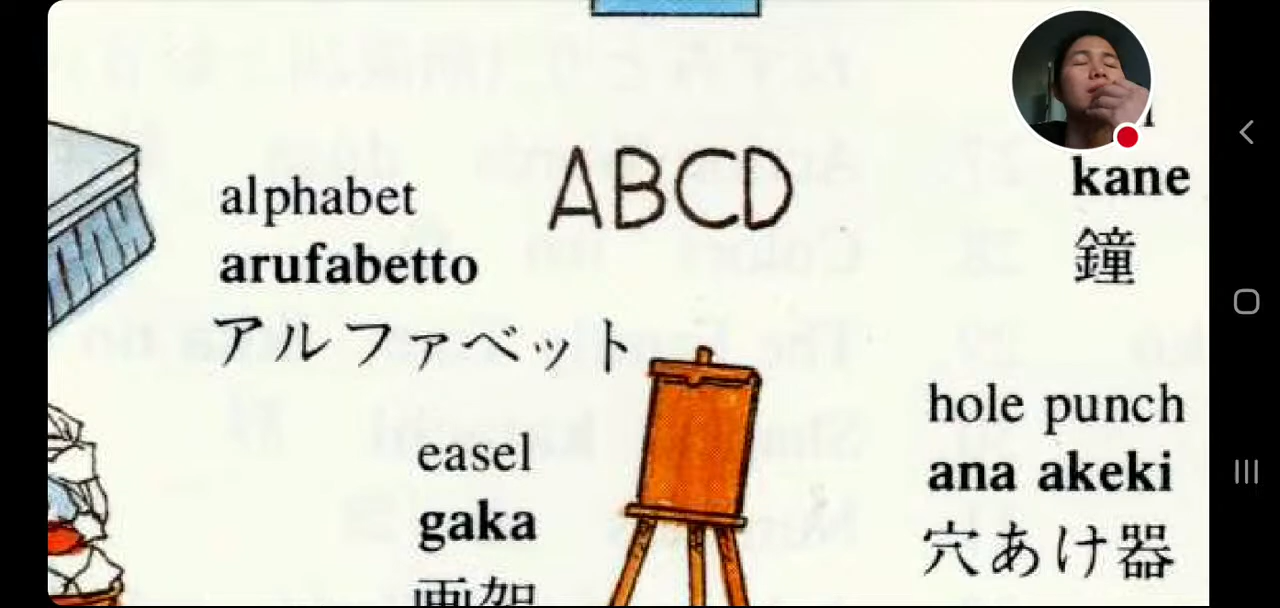 alphabet
ABCD
arufabetto
アルファベット
kane
鐘
easel
gaka
hole punch
ana akeki
穴あけ器